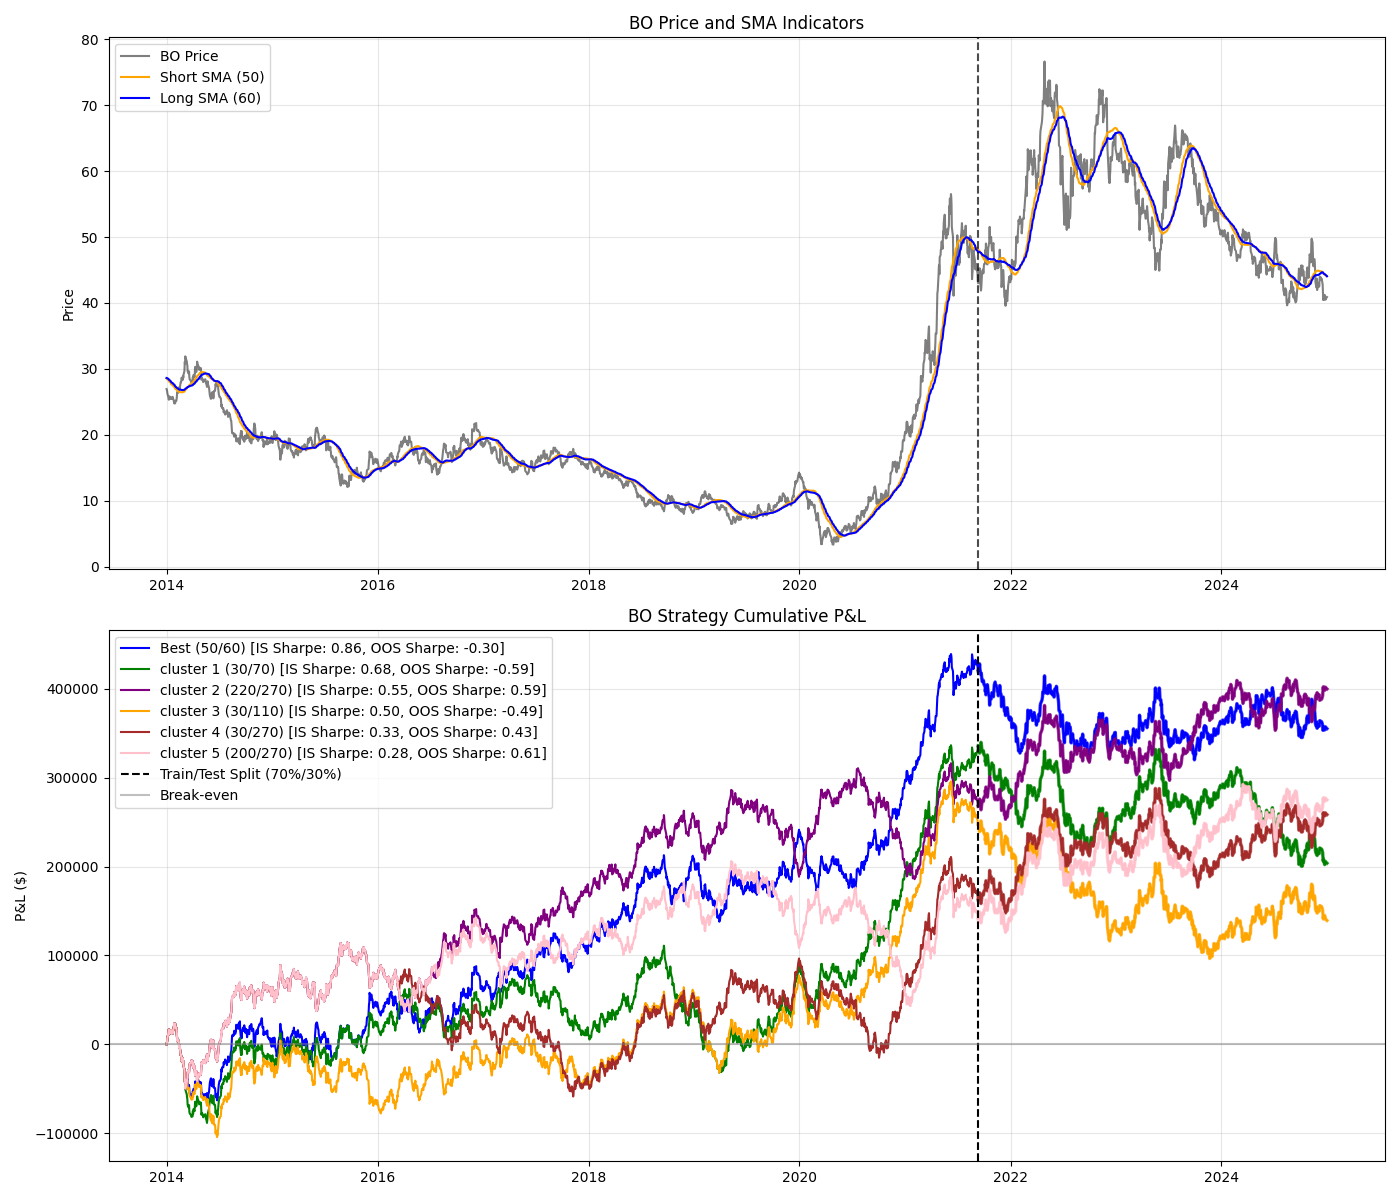 BO Price and SMA Indicators
BO Price
Short SMA (50)
Long SMA (60)
Price
80
70
60
50
40
30
20
10
0
2014
2016
2018
2020
2022
2024
BO Strategy Cumulative P&L
Best (50/60) [IS Sharpe: 0.86, OOS Sharpe: -0.30]
cluster 1 (30/70) [IS Sharpe: 0.68, OOS Sharpe: -0.59]
cluster 2 (220/270) [IS Sharpe: 0.55, OOS Sharpe: 0.59]
cluster 3 (30/110) [IS Sharpe: 0.50, OOS Sharpe: -0.49]
cluster 4 (30/270) [IS Sharpe: 0.33, OOS Sharpe: 0.43]
cluster 5 (200/270) [IS Sharpe: 0.28, OOS Sharpe: 0.61]
Train/Test Split (70%/30%)
Break-even
P&L ($)
400000
300000
200000
100000
0
−100000
2014
2016
2018
2020
2022
2024